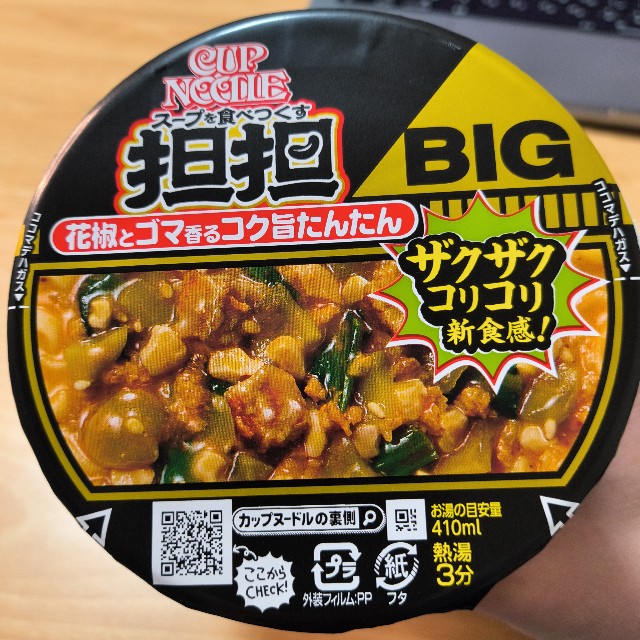 CUP
NOODLE
スープを食べつくす
担担
BIG
花椒とゴマ香るコク旨たんたん
ザクザク
コリコリ
新食感!
ココマデハガス
ココマデハガス
カップヌードルの裏側
お湯の目安量
410ml
熱湯
3分
ここから
CHECK!
プラ
外装フィルム:PP
紙
フタ